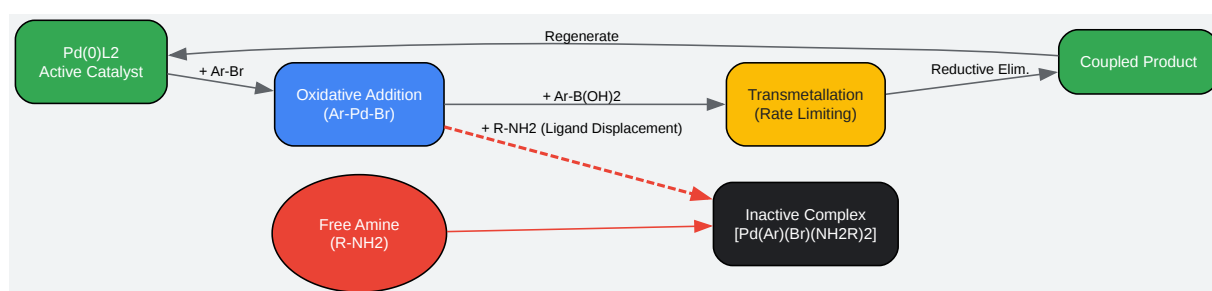 Regenerate
Pd(0)L2
Active Catalyst
+ Ar-Br
Oxidative Addition
(Ar-Pd-Br)
+ Ar-B(OH)2
+ R-NH2 (Ligand Displacement)
Transmetallation
(Rate Limiting)
Reductive Elim.
Coupled Product
Free Amine
(R-NH2)
Inactive Complex
[Pd(Ar)(Br)(NH2R)2]